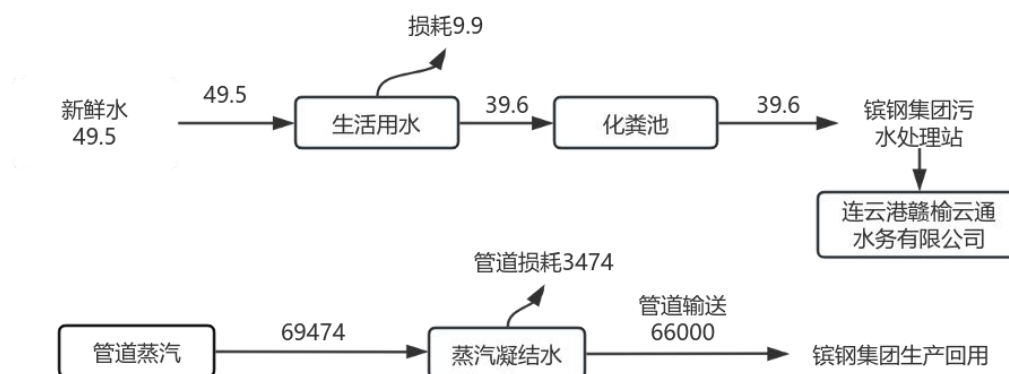 损耗9.9
新鲜水
49.5
49.5
生活用水
39.6
化粪池
39.6
镔钢集团污
水处理站
连云港赣榆云通
水务有限公司
管道损耗3474
管道蒸汽
69474
蒸汽凝结水
管道输送
66000
镔钢集团生产回用